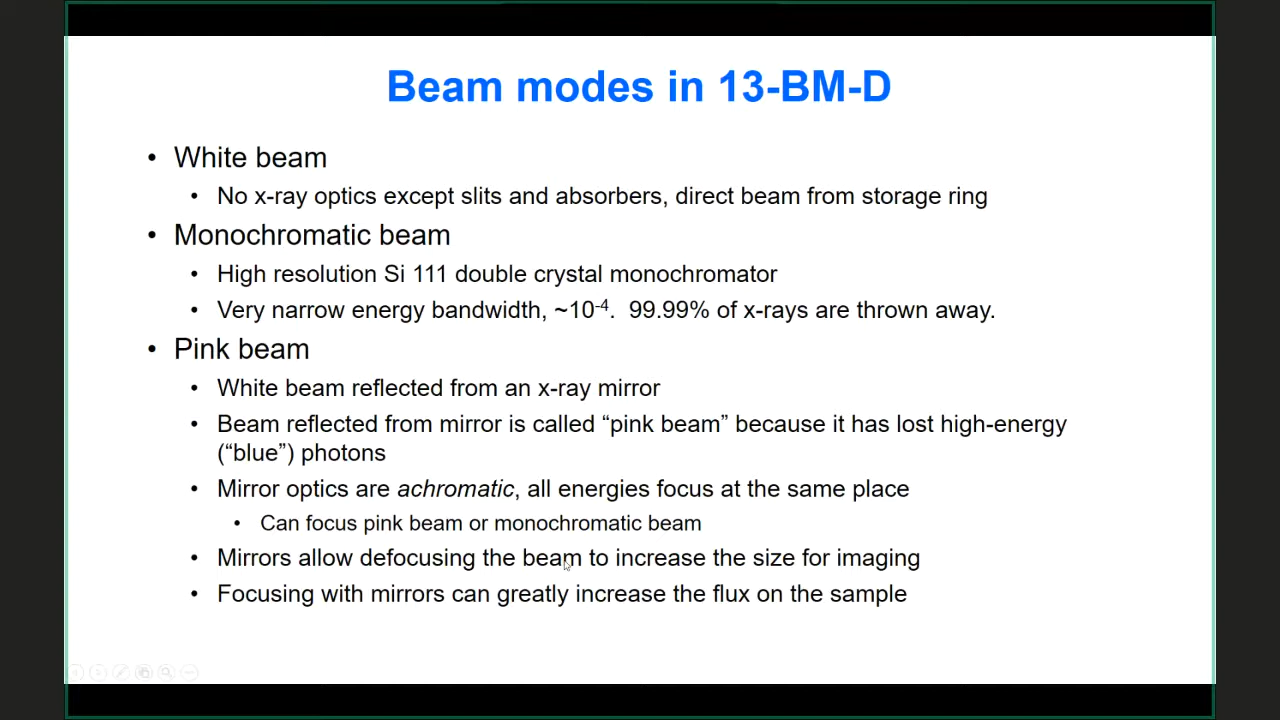 Beam modes in 13-BM-D
• White beam
• No x-ray optics except slits and absorbers, direct beam from storage ring
• Monochromatic beam
• High resolution Si 111 double crystal monochromator
• Very narrow energy bandwidth, ~10⁻⁴.  99.99% of x-rays are thrown away.
• Pink beam
• White beam reflected from an x-ray mirror
• Beam reflected from mirror is called “pink beam” because it has lost high-energy
(“blue”) photons
• Mirror optics are achromatic, all energies focus at the same place
• Can focus pink beam or monochromatic beam
• Mirrors allow defocusing the beam to increase the size for imaging
• Focusing with mirrors can greatly increase the flux on the sample